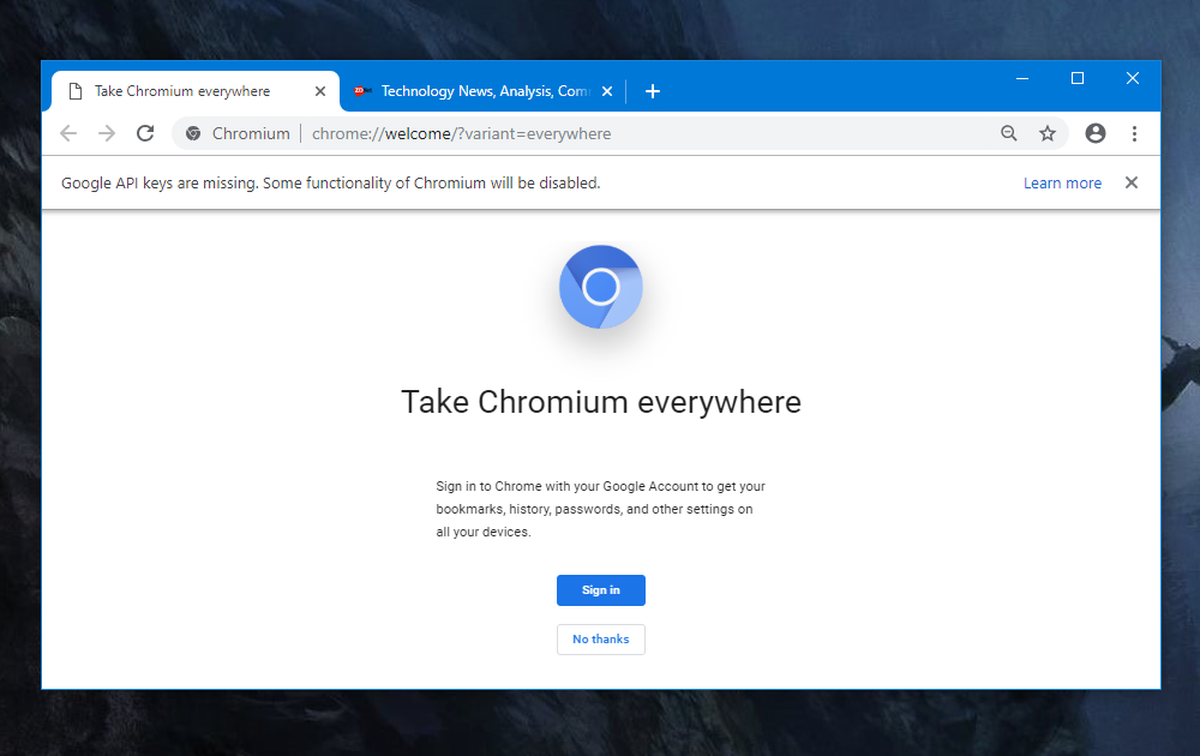 Take Chromium everywhere
Technology News, Analysis, Com
Chromium
chrome://welcome/?variant=everywhere
Google API keys are missing. Some functionality of Chromium will be disabled.
Learn more
Take Chromium everywhere
Sign in to Chrome with your Google Account to get your
bookmarks, history, passwords, and other settings on
all your devices.
Sign in
No thanks